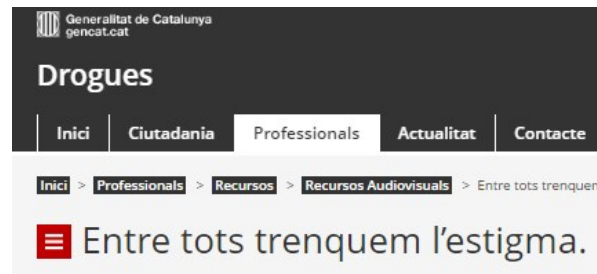 Generalitat de Catalunya
gencat.cat
Drogues
Inici Ciutadania Professionals Actualitat Contacte
Inici > Professionals > Recursos > Recursos Audiovisuals > Entre tots trenquem
Entre tots trenquem l’estigma.